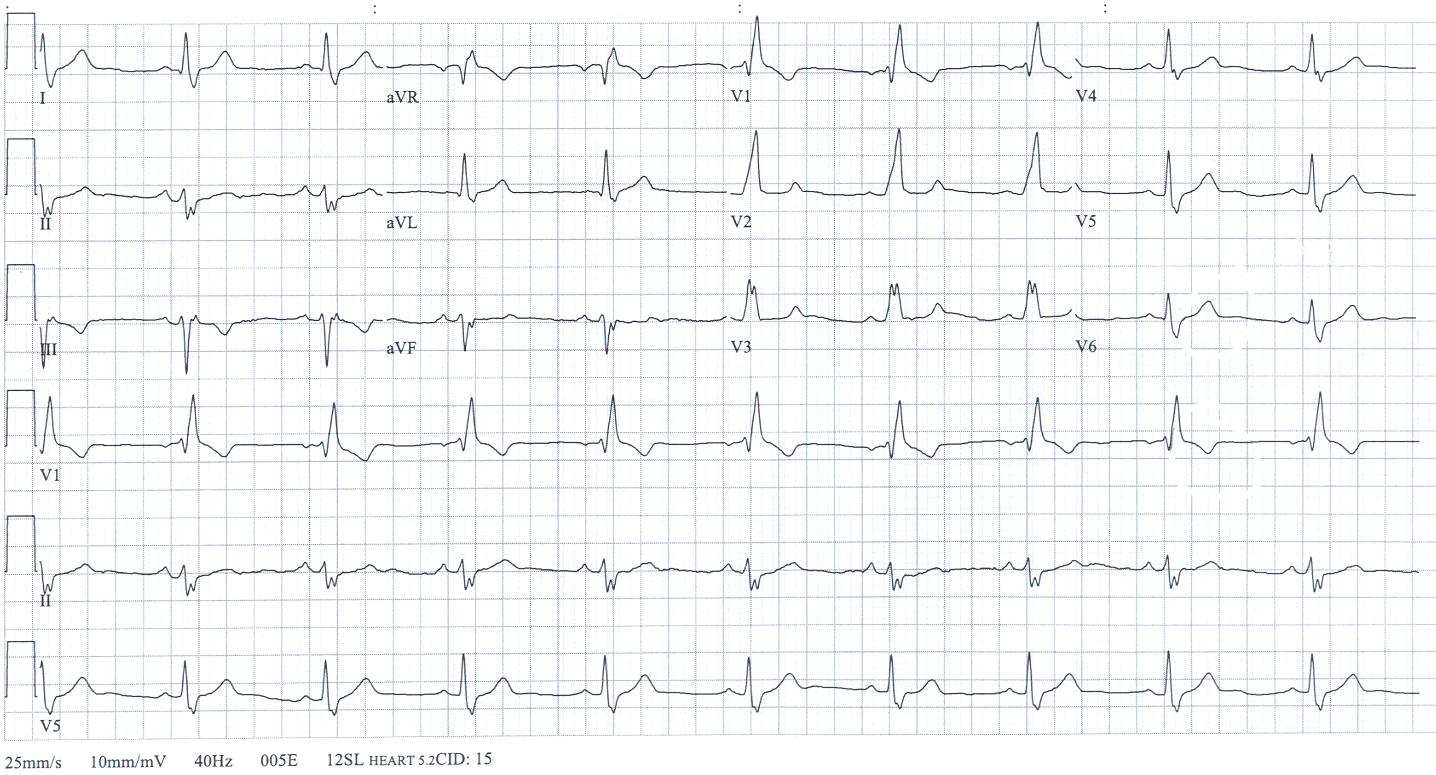 I aVR V1 V4
II aVL V2 V5
III aVF V3 V6
V1
II
V5
25mm/s 10mm/mV 40Hz 005E 12SL HEART 5.2CID: 15